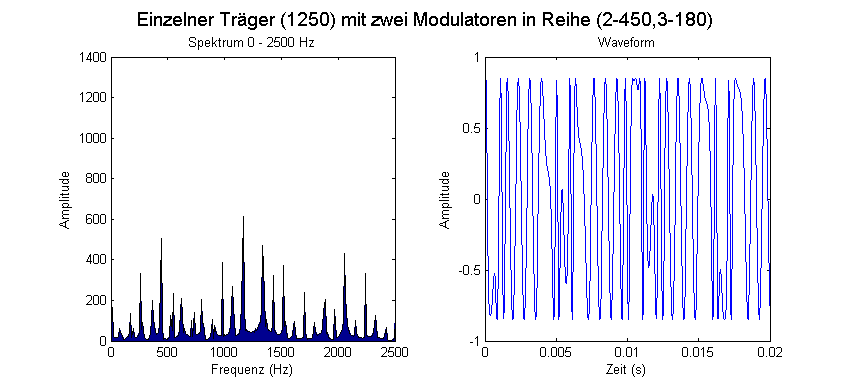 Einzelner Träger (1250) mit zwei Modulatoren in Reihe (2-450,3-180)
Spektrum 0 - 2500 Hz
Amplitude
1400
1200
1000
800
600
400
200
0
0 500 1000 1500 2000 2500
Frequenz (Hz)
Waveform
Amplitude
1
0.5
0
-0.5
-1
0 0.005 0.01 0.015 0.02
Zeit (s)